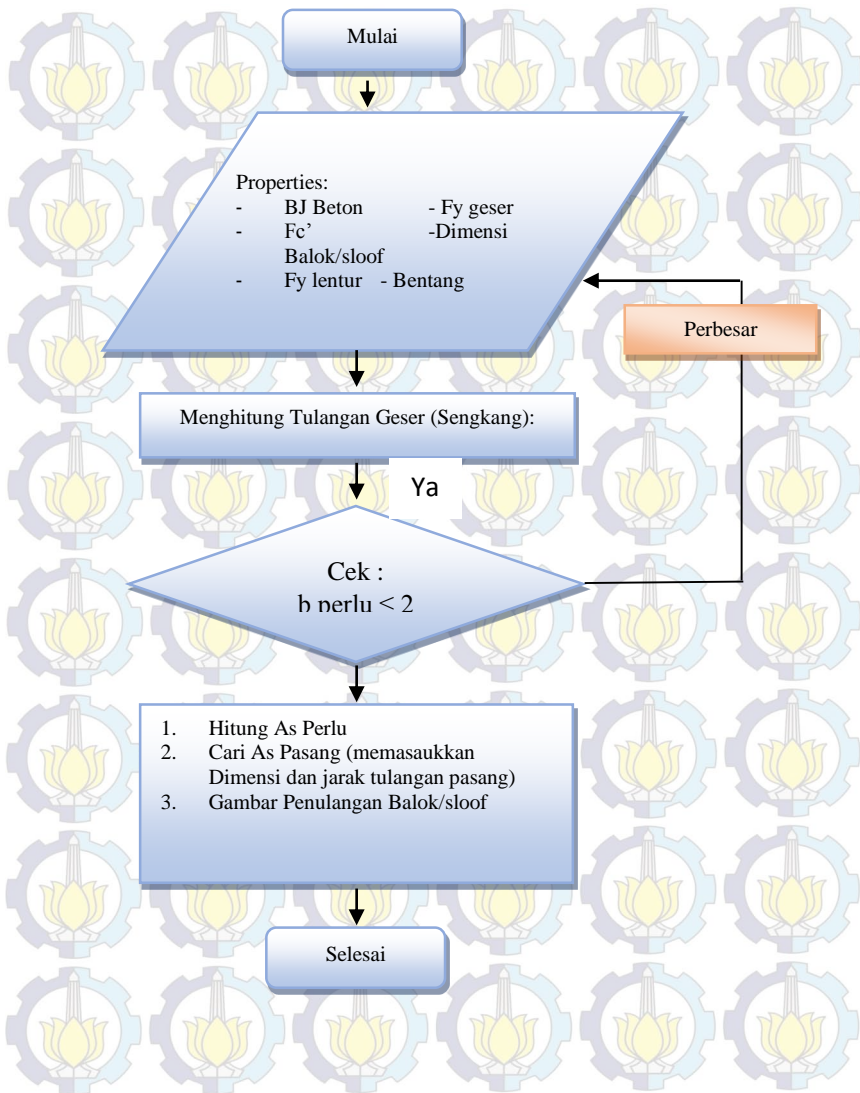 Mulai
Properties:
- BJ Beton - Fy geser
- Fc’ -Dimensi
Balok/sloof
- Fy lentur - Bentang
Perbesar
Menghitung Tulangan Geser (Sengkang):
Ya
Cek :
b perlu < 2
1. Hitung As Perlu
2. Cari As Pasang (memasaukkan
Dimensi dan jarak tulangan pasang)
3. Gambar Penulangan Balok/sloof
Selesai